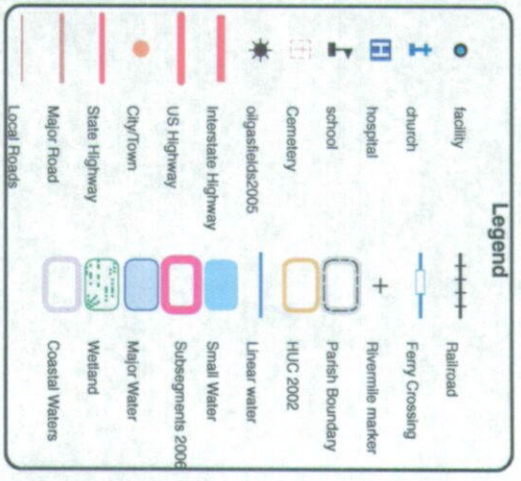 Legend
facility
church
H
hospital
school
Cemetery
oilgasfields2005
Interstate Highway
US Highway
City/Town
State Highway
Major Road
Local Roads
Railroad
Ferry Crossing
Rivermile marker
Parish Boundary
HUC 2002
Linear water
Small Water
Subsegments 2006
Major Water
Wetland
Coastal Waters